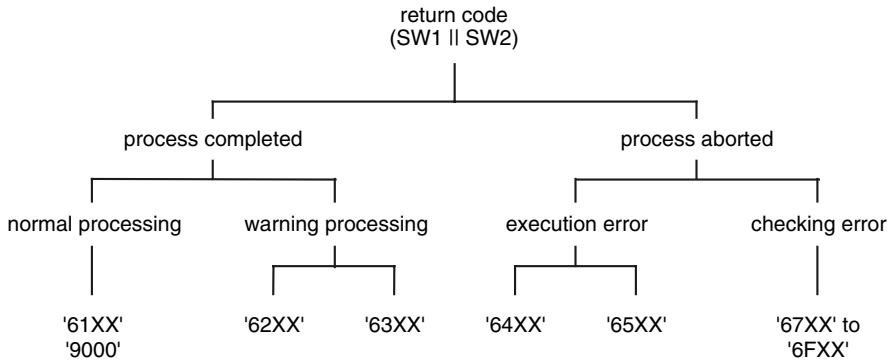 return code
(SW1 || SW2)
process completed
process aborted
normal processing
warning processing
execution error
checking error
'61XX'
'9000'
'62XX'
'63XX'
'64XX'
'65XX'
'67XX' to
'6FXX'